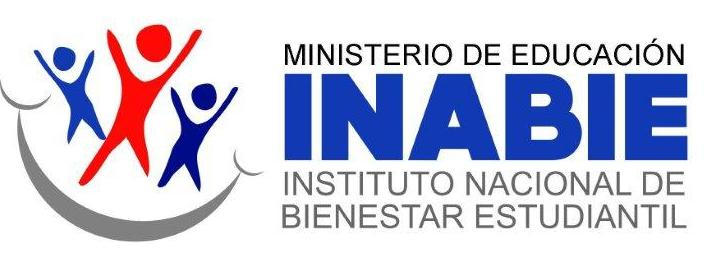 MINISTERIO DE EDUCACIÓN
INABIE
INSTITUTO NACIONAL DE
BIENESTAR ESTUDIANTIL